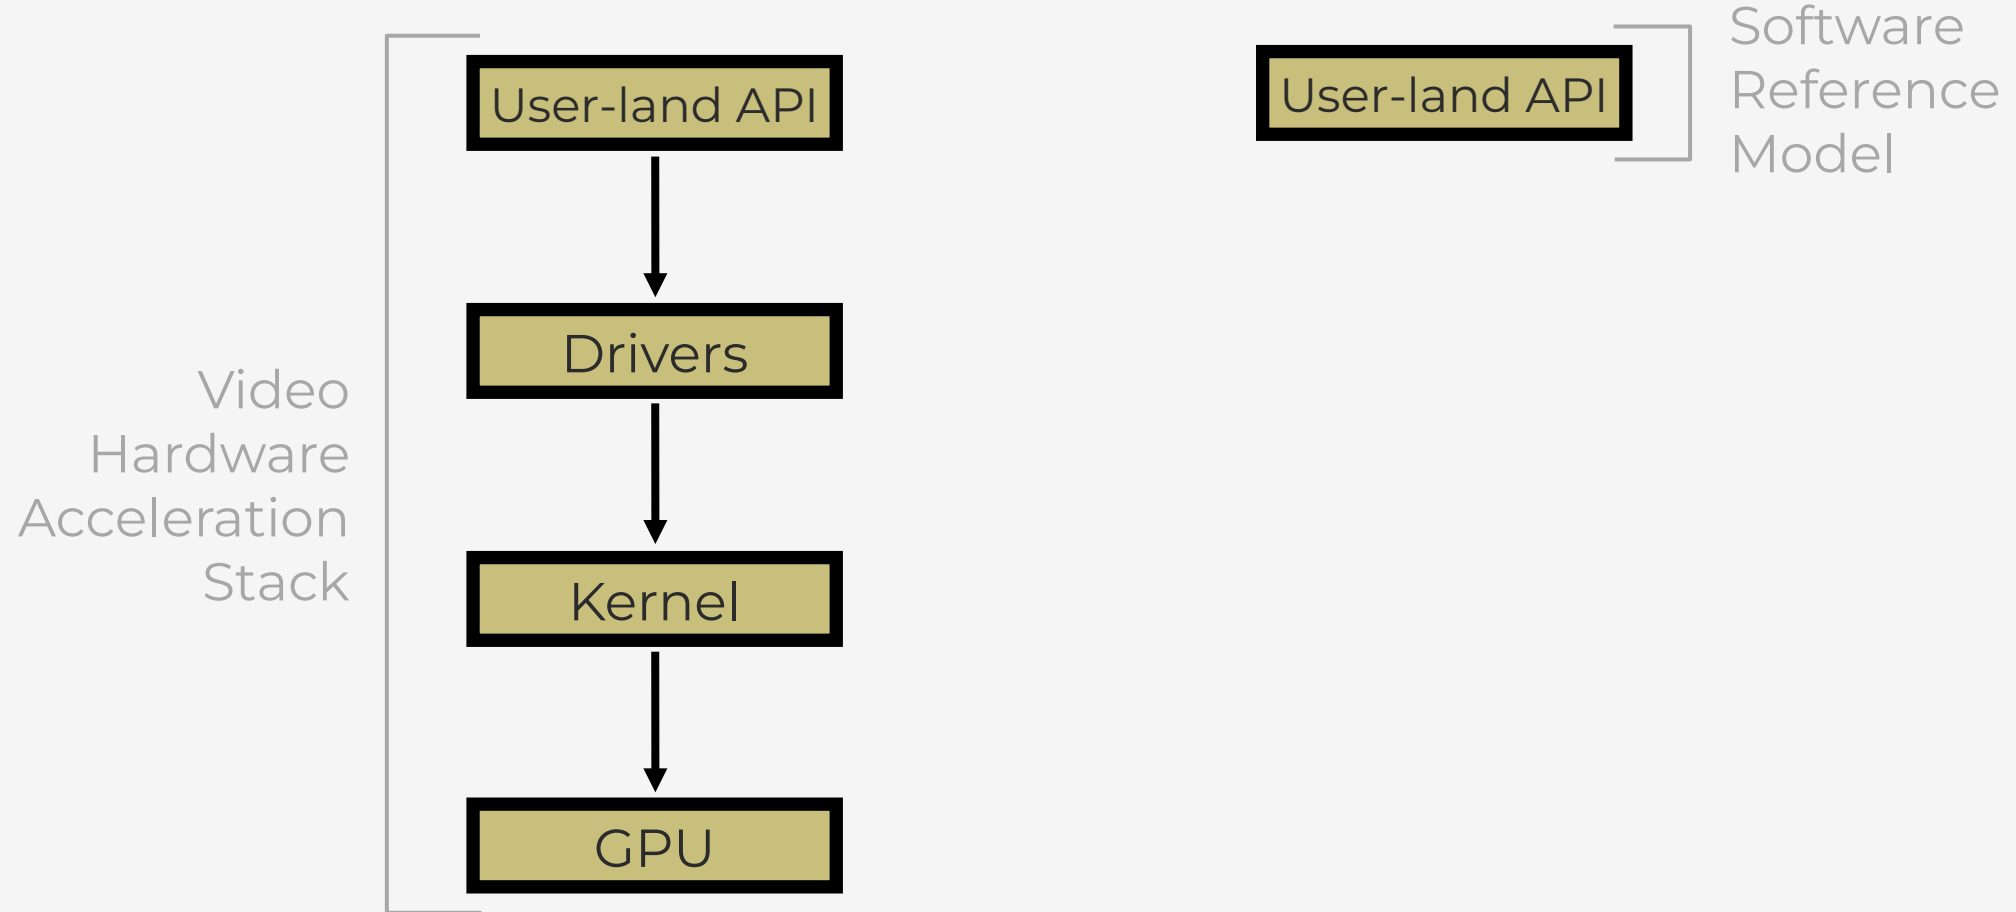 User-land API
Drivers
Kernel
GPU
Video
Hardware
Acceleration
Stack
User-land API
Software
Reference
Model